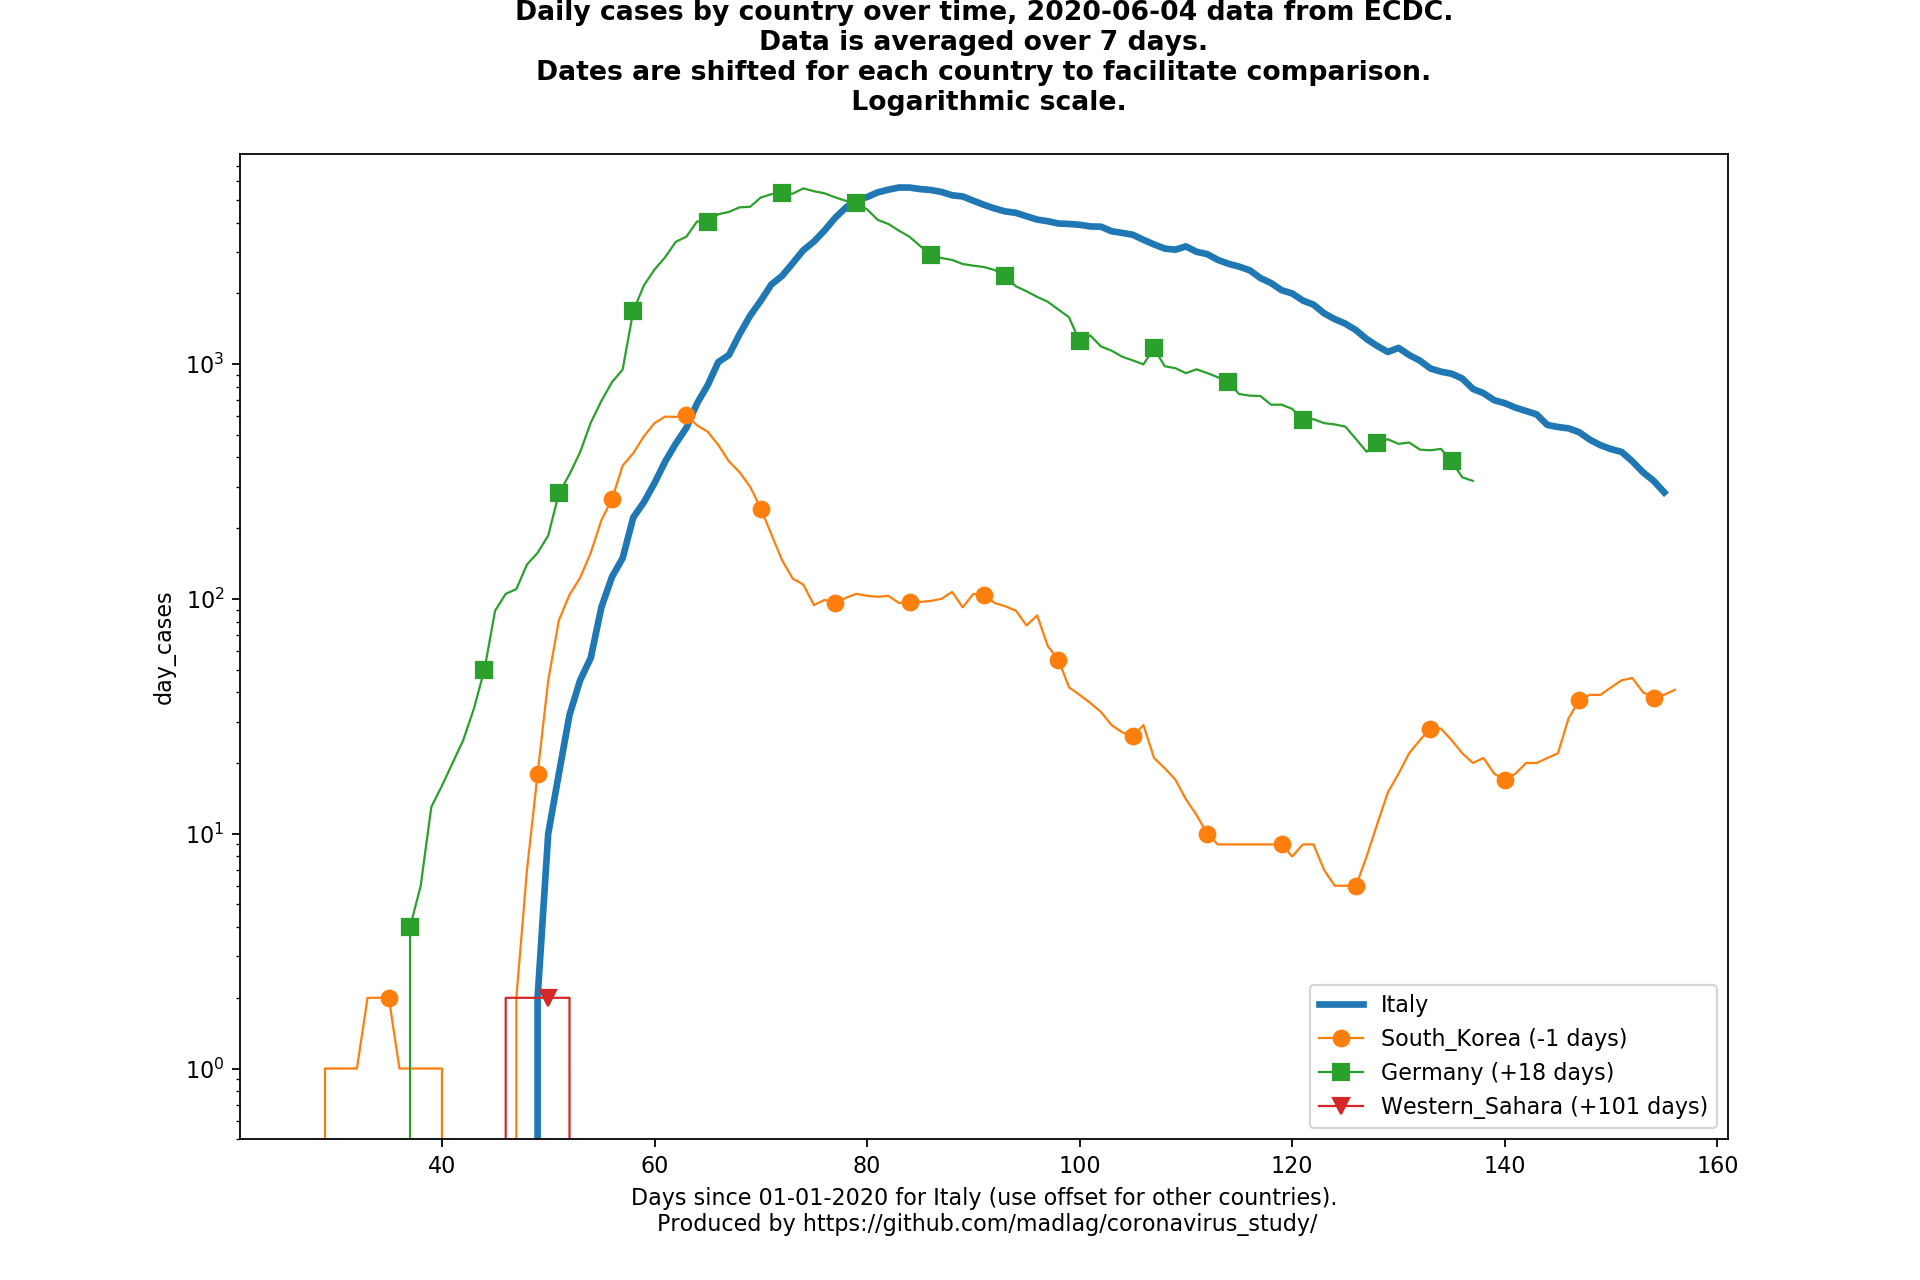 Daily cases by country over time, 2020-06-04 data from ECDC.
Data is averaged over 7 days.
Dates are shifted for each country to facilitate comparison.
Logarithmic scale.
10³
10²
10¹
10⁰
day_cases
Italy
South_Korea (-1 days)
Germany (+18 days)
Western_Sahara (+101 days)
40 60 80 100 120 140 160
Days since 01-01-2020 for Italy (use offset for other countries).
Produced by https://github.com/madlag/coronavirus_study/